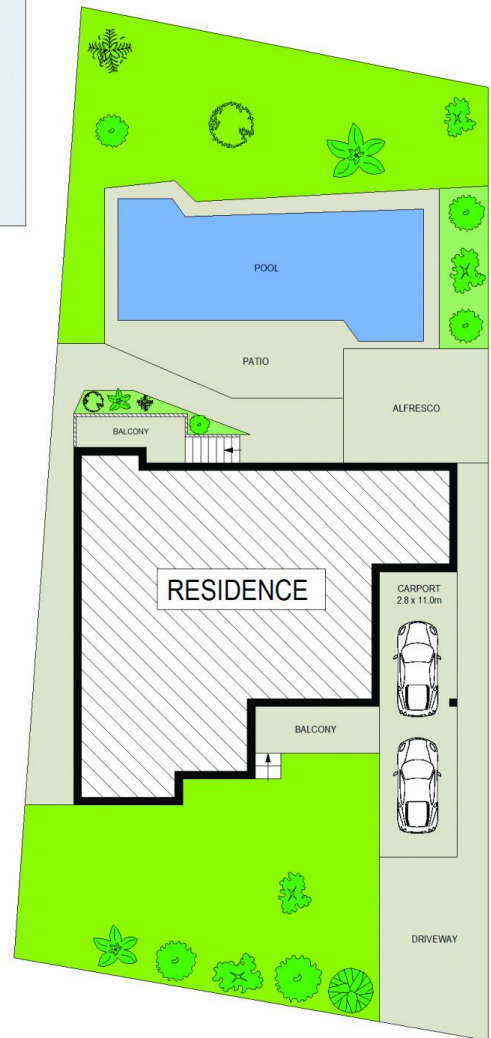 POOL
PATIO
ALFRESCO
BALCONY
RESIDENCE
CARPORT
2.8 x 11.0m
BALCONY
DRIVEWAY